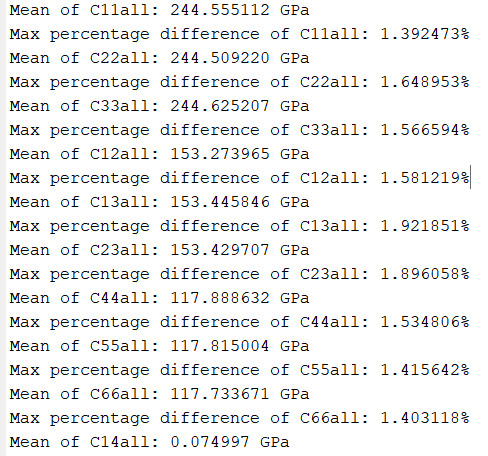 Mean of C11all: 244.555112 GPa
Max percentage difference of C11all: 1.392473%
Mean of C22all: 244.509220 GPa
Max percentage difference of C22all: 1.648953%
Mean of C33all: 244.625207 GPa
Max percentage difference of C33all: 1.566594%
Mean of C12all: 153.273965 GPa
Max percentage difference of C12all: 1.581219%
Mean of C13all: 153.445846 GPa
Max percentage difference of C13all: 1.921851%
Mean of C23all: 153.429707 GPa
Max percentage difference of C23all: 1.896058%
Mean of C44all: 117.888632 GPa
Max percentage difference of C44all: 1.534806%
Mean of C55all: 117.815004 GPa
Max percentage difference of C55all: 1.415642%
Mean of C66all: 117.733671 GPa
Max percentage difference of C66all: 1.403118%
Mean of C14all: 0.074997 GPa